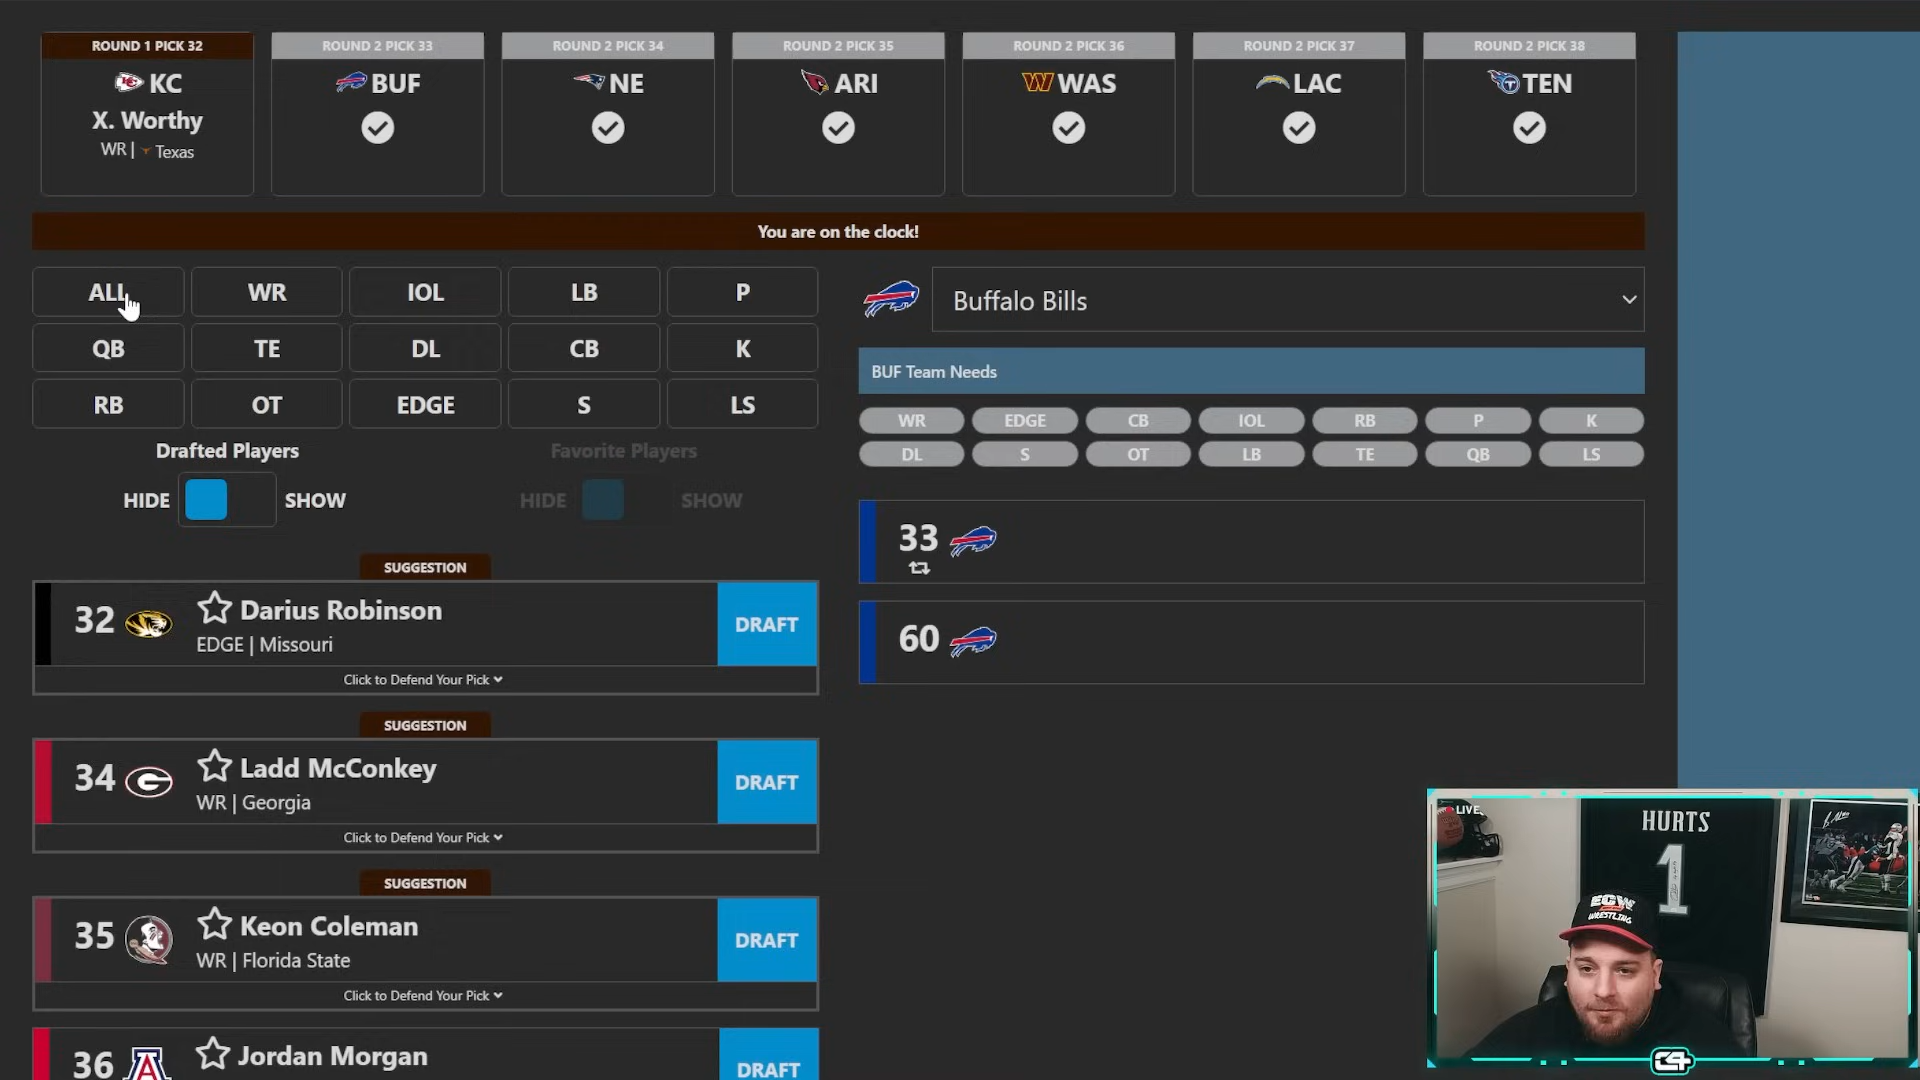 ROUND 1 PICK 32
KC
X. Worthy
WR | Texas
ROUND 2 PICK 33
BUF
ROUND 2 PICK 34
NE
ROUND 2 PICK 35
ARI
ROUND 2 PICK 36
W WAS
ROUND 2 PICK 37
LAC
ROUND 2 PICK 38
TEN
You are on the clock!
ALL WR IOL LB P
QB TE DL CB K
RB OT EDGE S LS
Drafted Players
HIDE SHOW
Favorite Players
HIDE SHOW
SUGGESTION
32 Darius Robinson
EDGE | Missouri
DRAFT
Click to Defend Your Pick
SUGGESTION
34 G Ladd McConkey
WR | Georgia
DRAFT
Click to Defend Your Pick
SUGGESTION
35 Keon Coleman
WR | Florida State
DRAFT
Click to Defend Your Pick
36 A Jordan Morgan
DRAFT
Buffalo Bills
BUF Team Needs
WR EDGE CB IOL RB P K
DL S OT LB TE QB LS
33
60
LIVE
HURTS
1
ECW
WRESTLING
C4